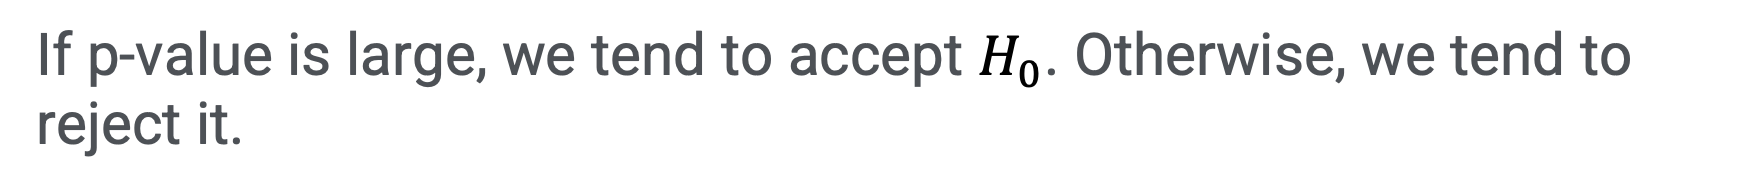 If p-value is large, we tend to accept H₀. Otherwise, we tend to
reject it.